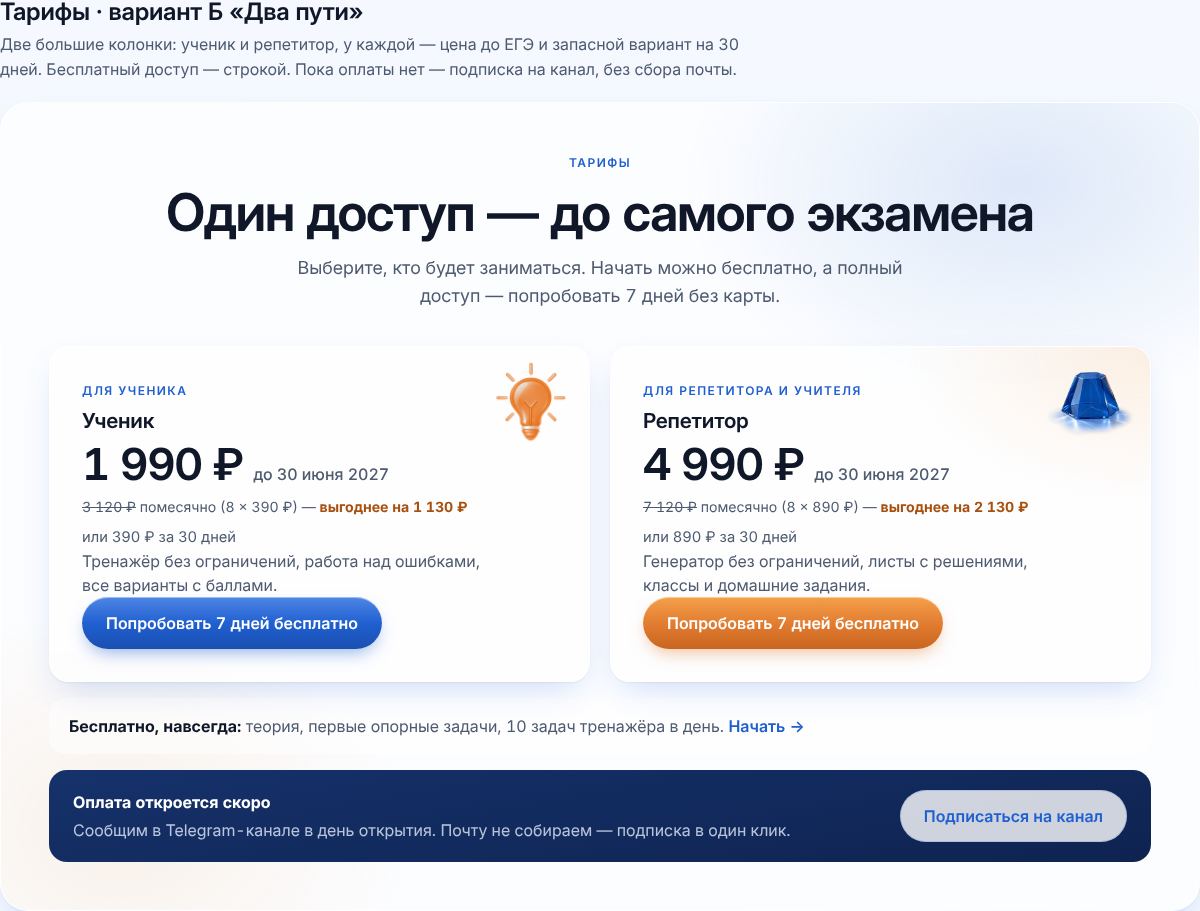 Тарифы · вариант Б «Два пути»
Две большие колонки: ученик и репетитор, у каждой — цена до ЕГЭ и запасной вариант на 30
дней. Бесплатный доступ — строкой. Пока оплаты нет — подписка на канал, без сбора почты.
ТАРИФЫ
Один доступ — до самого экзамена
Выберите, кто будет заниматься. Начать можно бесплатно, а полный
доступ — попробовать 7 дней без карты.
ДЛЯ УЧЕНИКА
Ученик
1 990 ₽ до 30 июня 2027
3 120 ₽ помесячно (8 × 390 ₽) — выгоднее на 1 130 ₽
или 390 ₽ за 30 дней
Тренажёр без ограничений, работа над ошибками,
все варианты с баллами.
Попробовать 7 дней бесплатно
ДЛЯ РЕПЕТИТОРА И УЧИТЕЛЯ
Репетитор
4 990 ₽ до 30 июня 2027
7 120 ₽ помесячно (8 × 890 ₽) — выгоднее на 2 130 ₽
или 890 ₽ за 30 дней
Генератор без ограничений, листы с решениями,
классы и домашние задания.
Попробовать 7 дней бесплатно
Бесплатно, навсегда: теория, первые опорные задачи, 10 задач тренажёра в день. Начать →
Оплата откроется скоро
Сообщим в Telegram-канале в день открытия. Почту не собираем — подписка в один клик.
Подписаться на канал